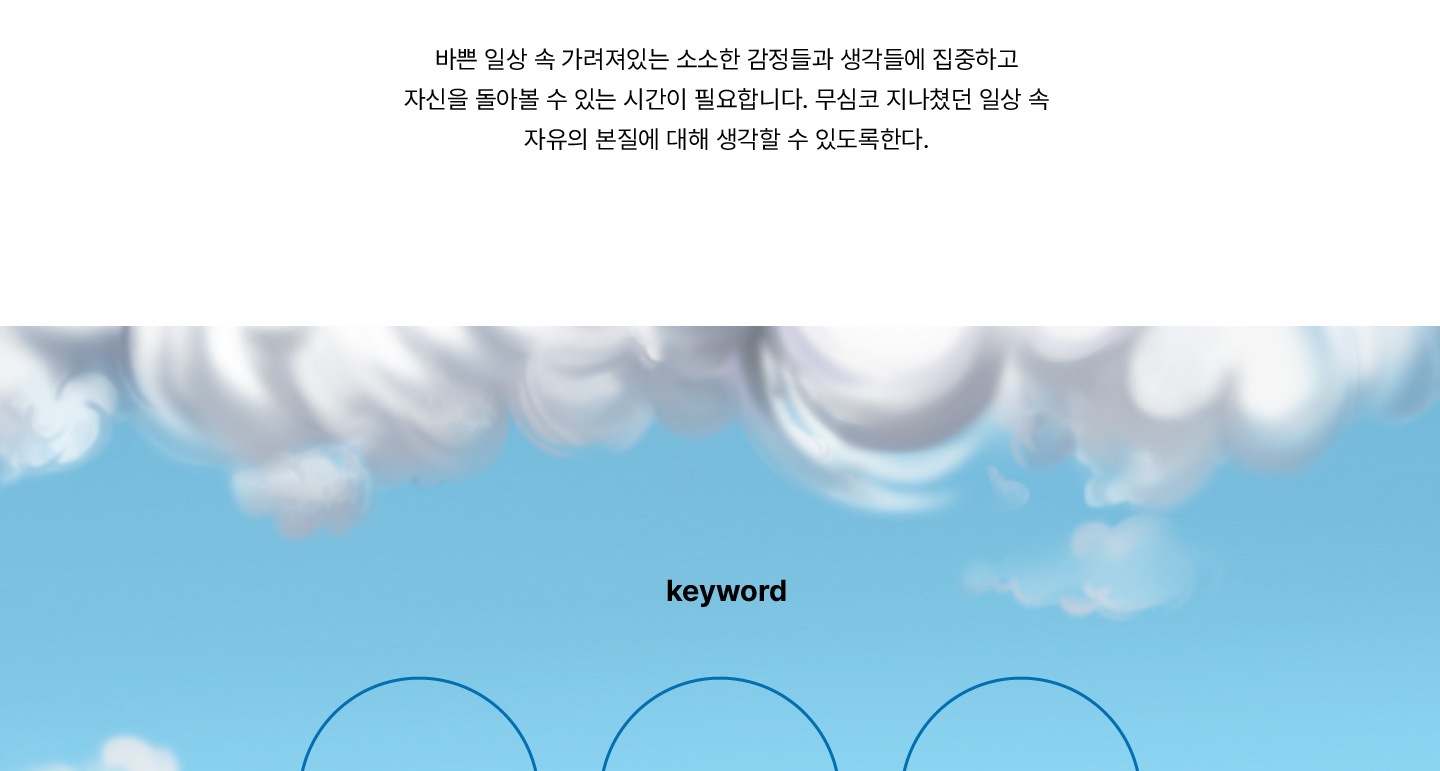 바쁜 일상 속 가려져있는 소소한 감정들과 생각들에 집중하고
자신을 돌아볼 수 있는 시간이 필요합니다. 무심코 지나쳤던 일상 속
자유의 본질에 대해 생각할 수 있도록한다.
keyword